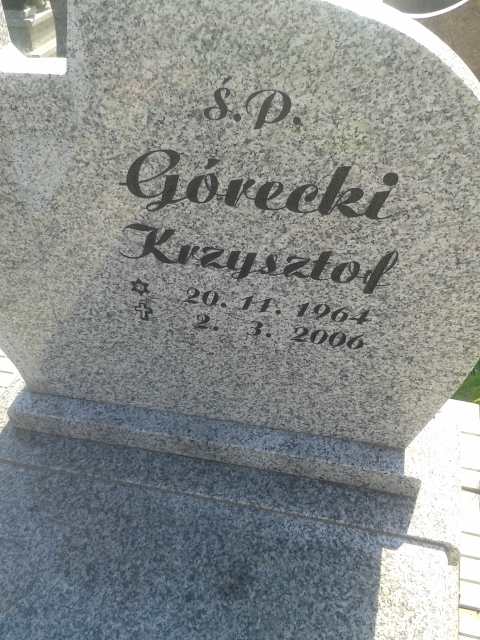 ś.P.
Górecki
Krzysztof
20. 11. 1964
2. 3. 2006